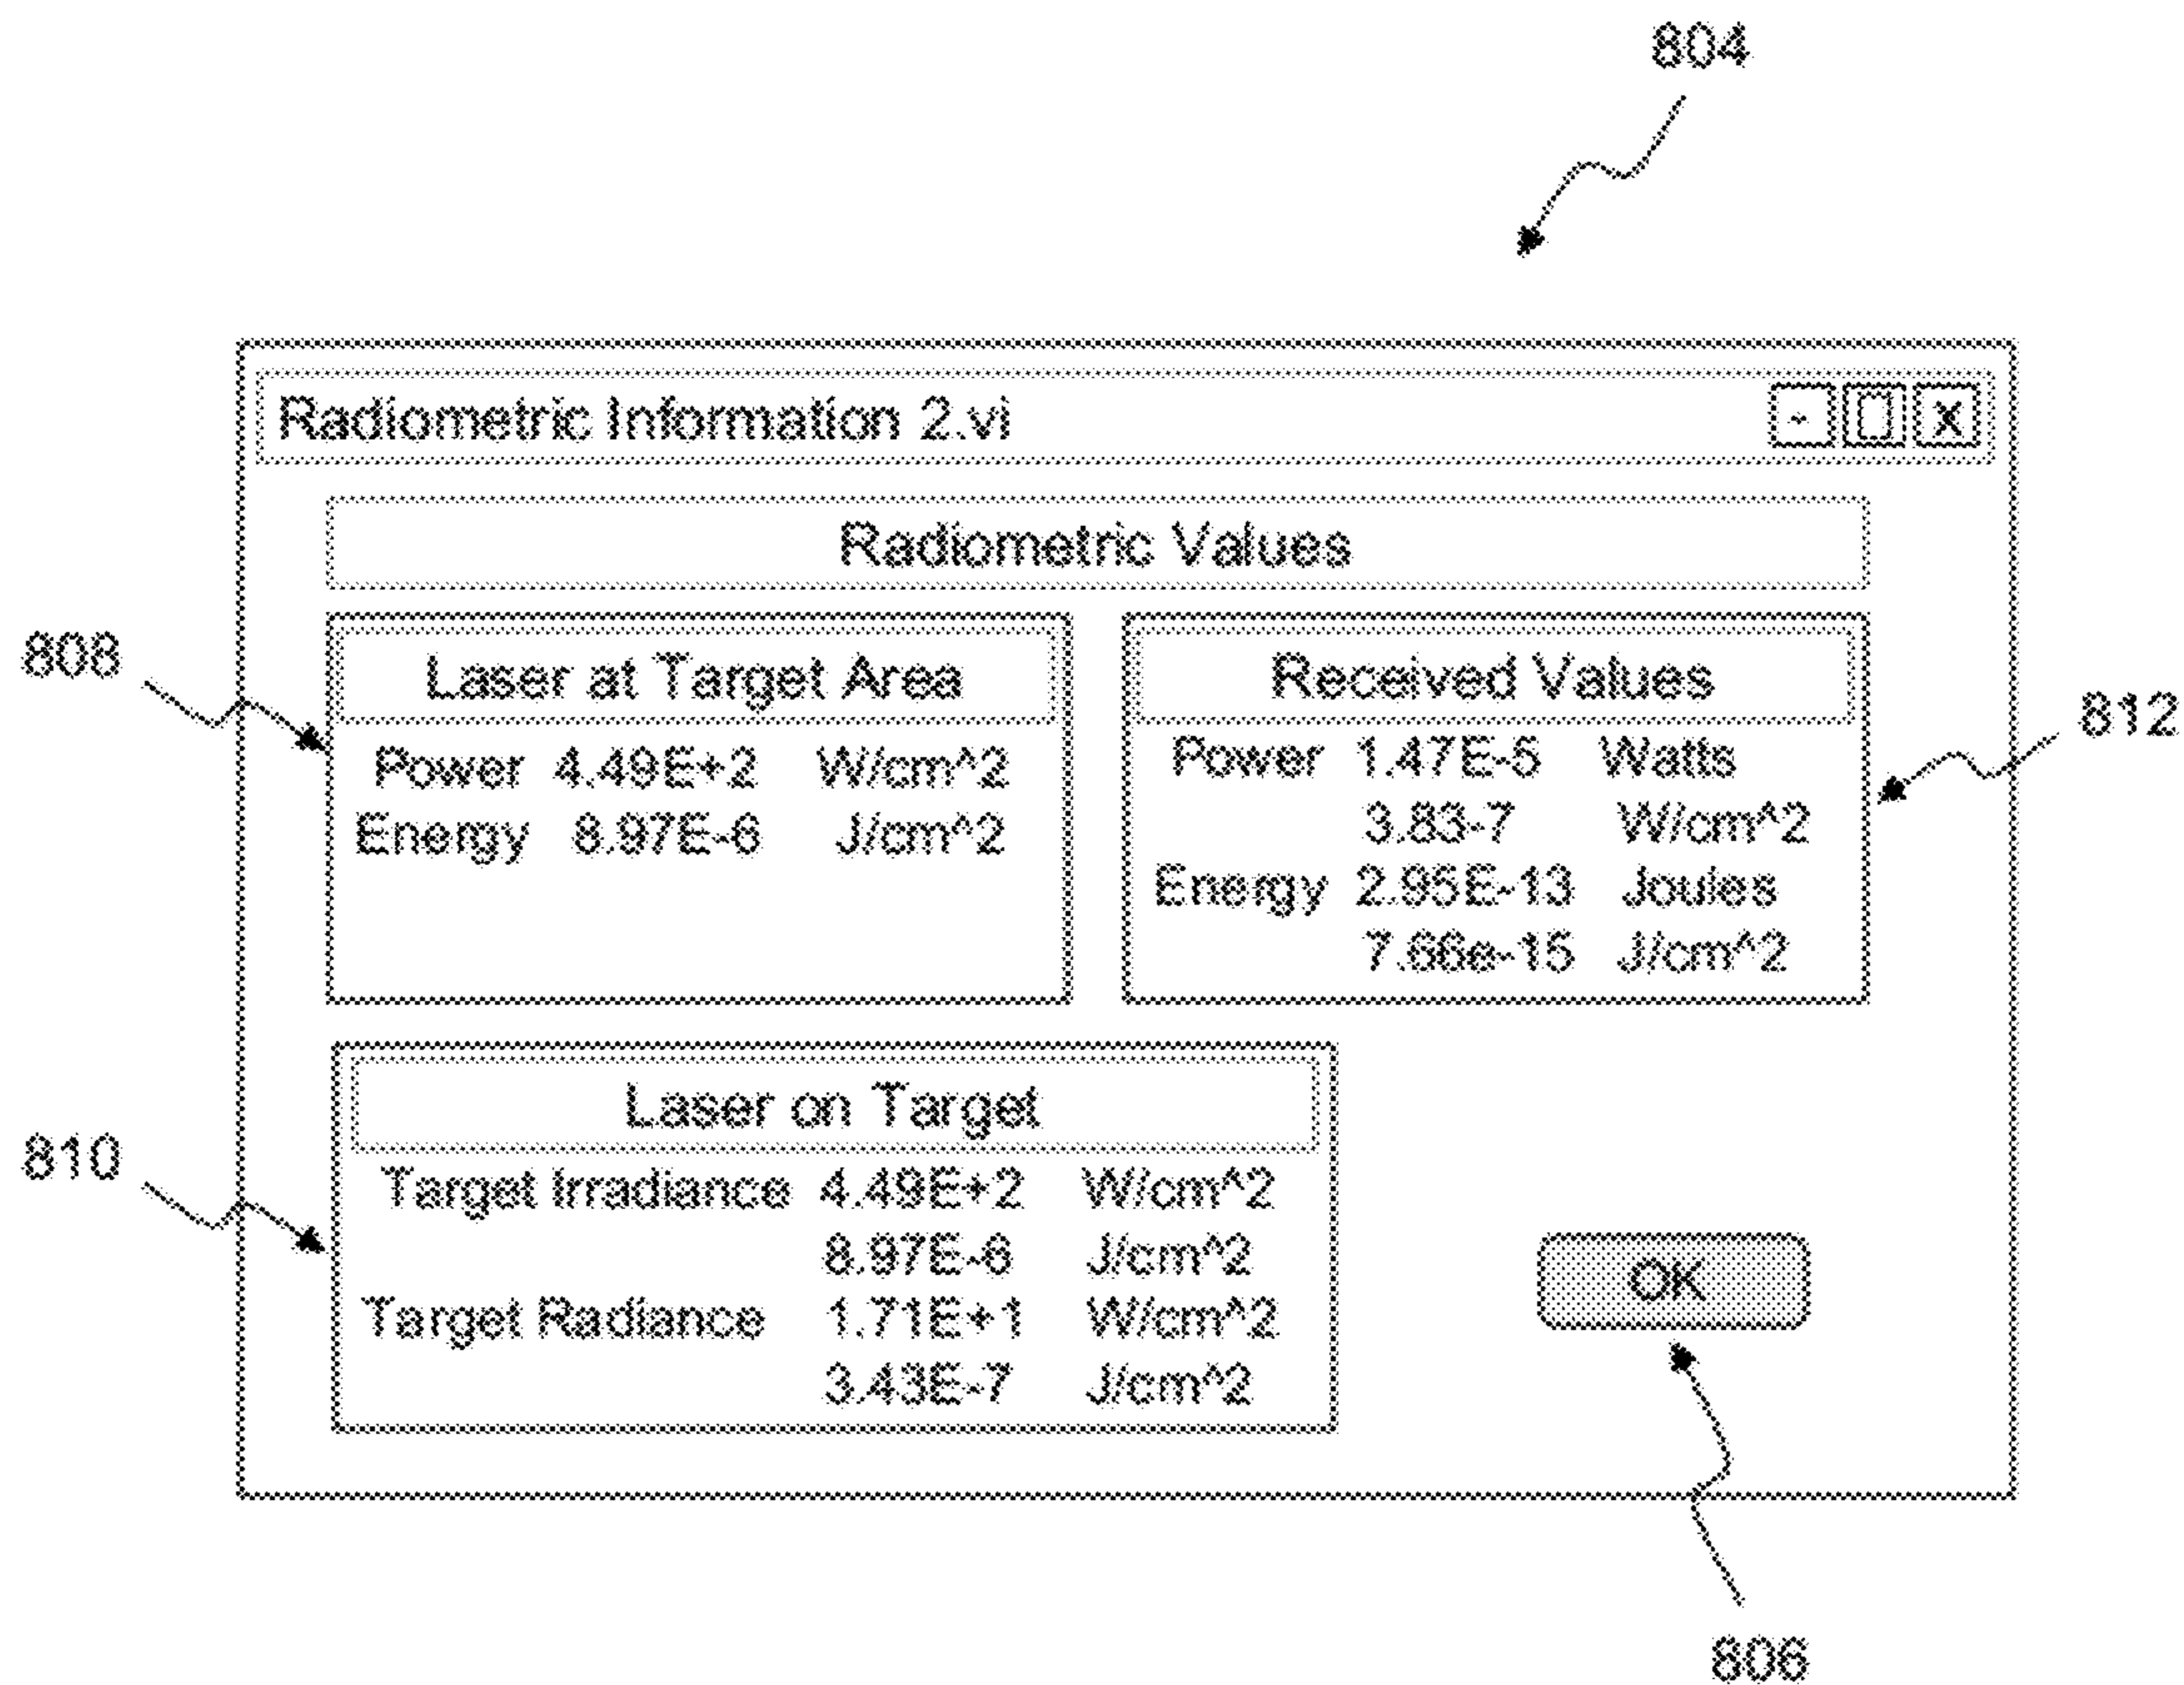 804
Radiometric Information 2.vi - X
Radiometric Values
808
Laser at Target Area
Power 4.49E+2 W/cm^2
Energy 8.97E-6 J/cm^2
Received Values
812
Power 1.47E-5 Watts
3.83-7 W/cm^2
Energy 2.95E-13 Joules
7.66e-15 J/cm^2
810
Laser on Target
Target Irradiance 4.49E+2 W/cm^2
8.97E-6 J/cm^2
Target Radiance 1.71E+1 W/cm^2
3.43E-7 J/cm^2
OK
806